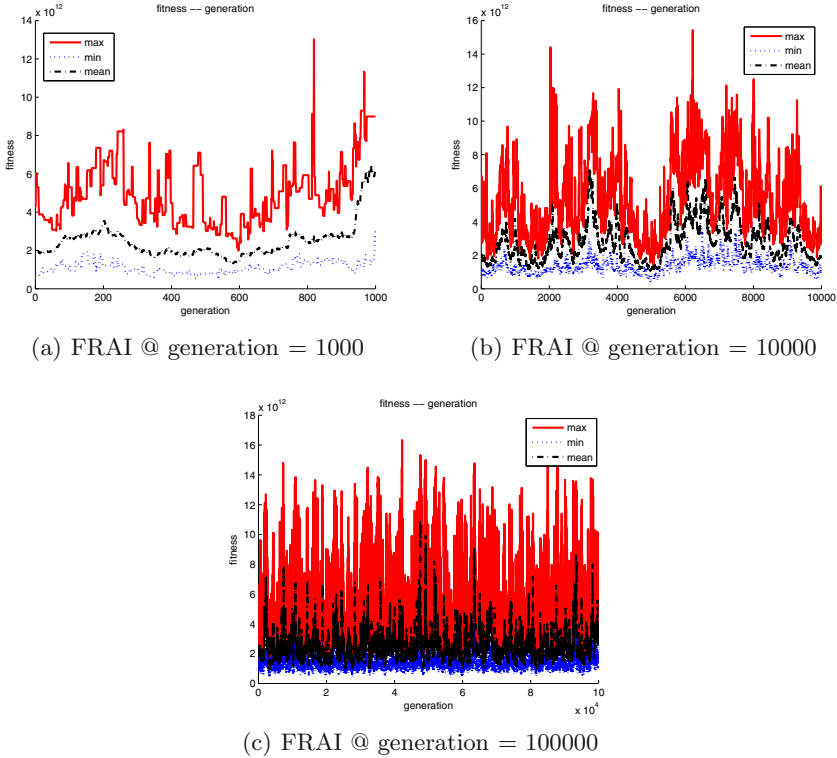 fitness −− generation
x 10^12
14
12
10
8
6
4
2
0
fitness
max
min
mean
0 200 400 600 800 1000
generation
(a) FRAI @ generation = 1000
fitness −− generation
x 10^12
16
14
12
10
8
6
4
2
0
fitness
max
min
mean
0 2000 4000 6000 8000 10000
generation
(b) FRAI @ generation = 10000
fitness −− generation
x 10^12
18
16
14
12
10
8
6
4
2
0
fitness
max
min
mean
0 2 4 6 8 10
generation
x 10^4
(c) FRAI @ generation = 100000